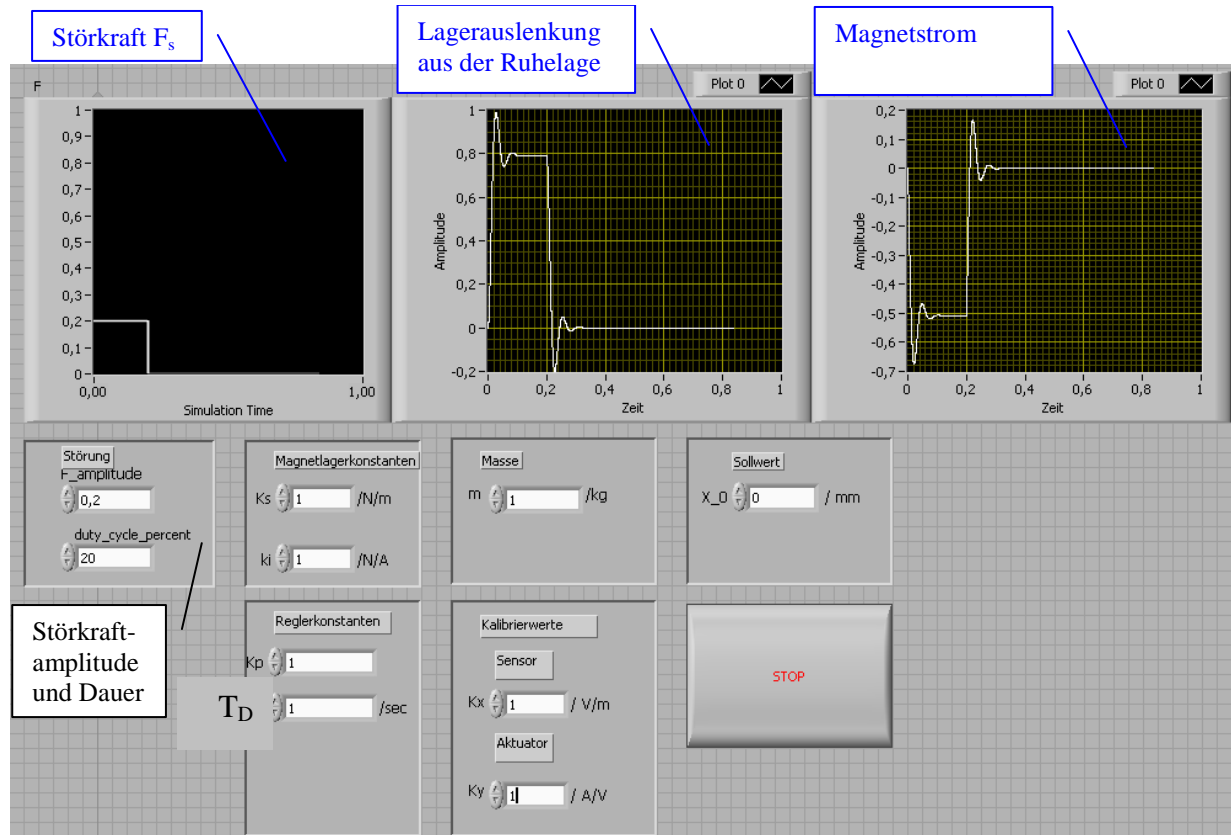 Störkraft Fs
Lagerauslenkung
aus der Ruhelage
Magnetstrom
F
Plot 0
Plot 0
1
0,9
0,8
0,7
0,6
0,5
0,4
0,3
0,2
0,1
0
0,00
1,00
Simulation Time
Amplitude
1
0,8
0,6
0,4
0,2
0
-0,2
0
0,2
0,4
0,6
0,8
1
Zeit
Amplitude
0,2
0,1
0
-0,1
-0,2
-0,3
-0,4
-0,5
-0,6
-0,7
0
0,2
0,4
0,6
0,8
1
Zeit
Störung
F_amplitude
0,2
duty_cycle_percent
20
Magnetlagerkonstanten
Ks 1 /N/m
ki 1 /N/A
Masse
m 1 /kg
Sollwert
X_0 0 / mm
Störkraft-
amplitude
und Dauer
Reglerkonstanten
Kp 1
TD 1 /sec
Kalibrierwerte
Sensor
Kx 1 / V/m
Aktuator
Ky 1 / A/V
STOP